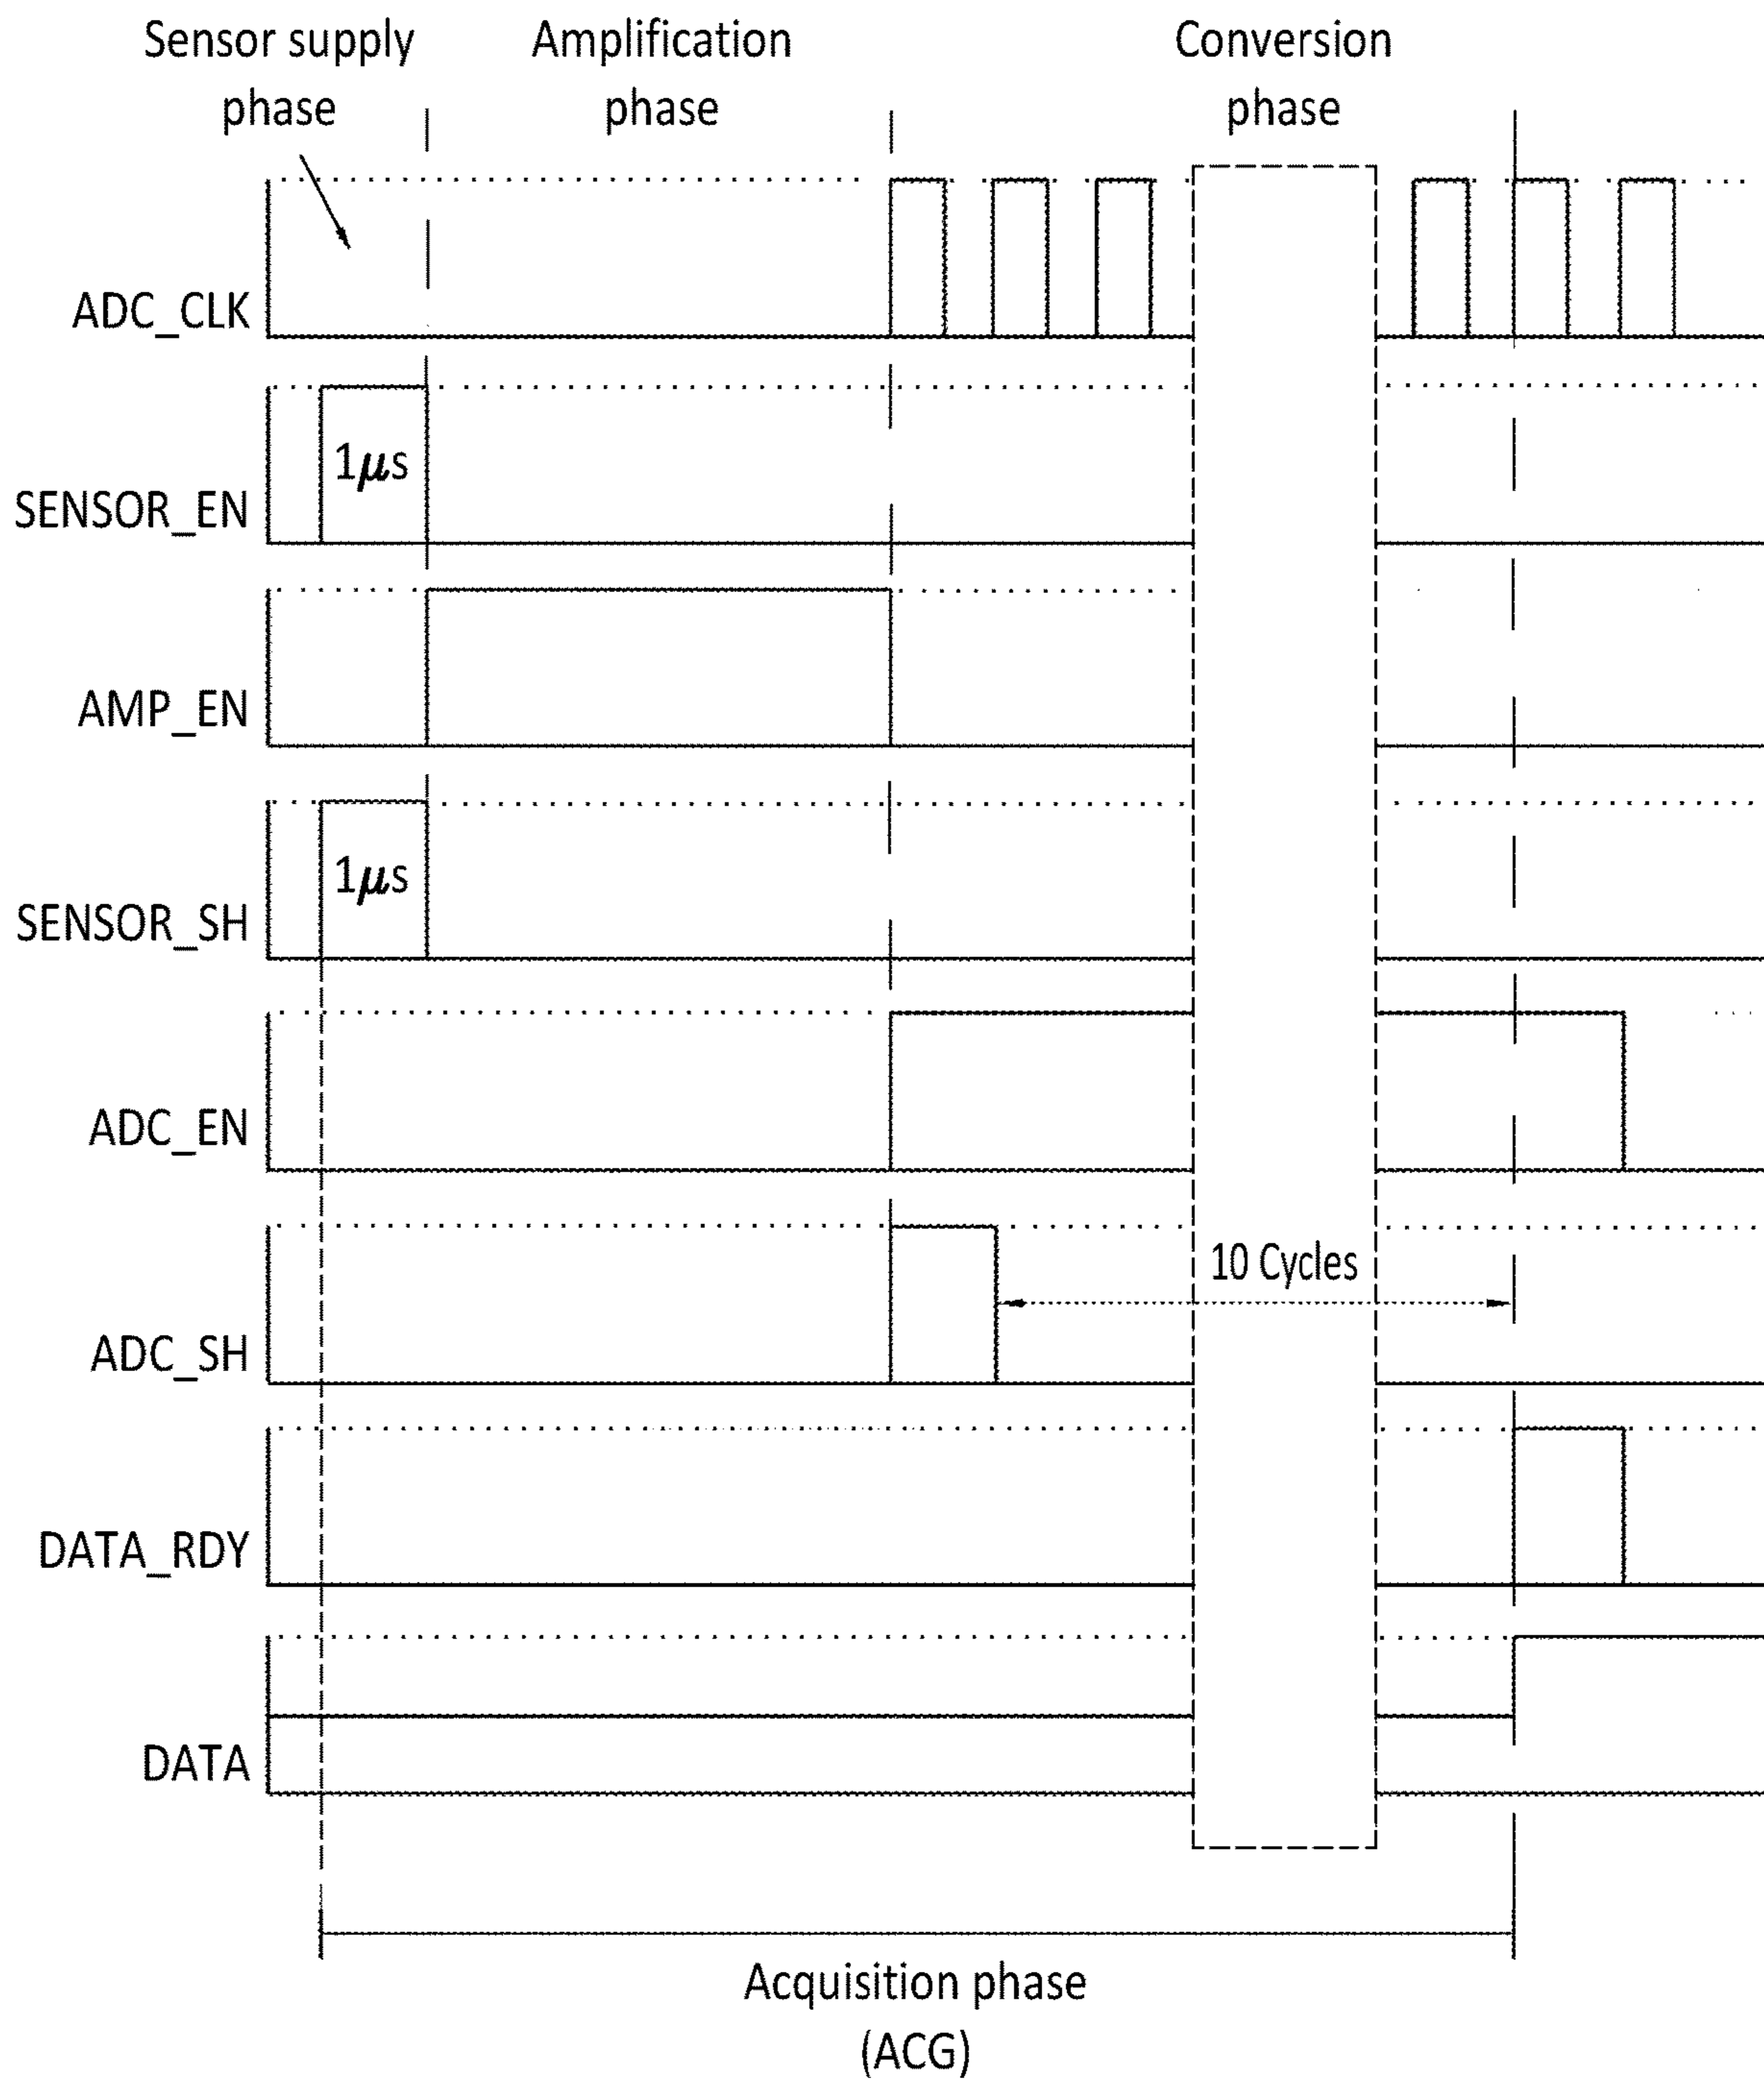 Sensor supply phase
Amplification phase
Conversion phase
ADC_CLK
SENSOR_EN
1μs
AMP_EN
SENSOR_SH
1μs
ADC_EN
ADC_SH
10 Cycles
DATA_RDY
DATA
Acquisition phase
(ACG)